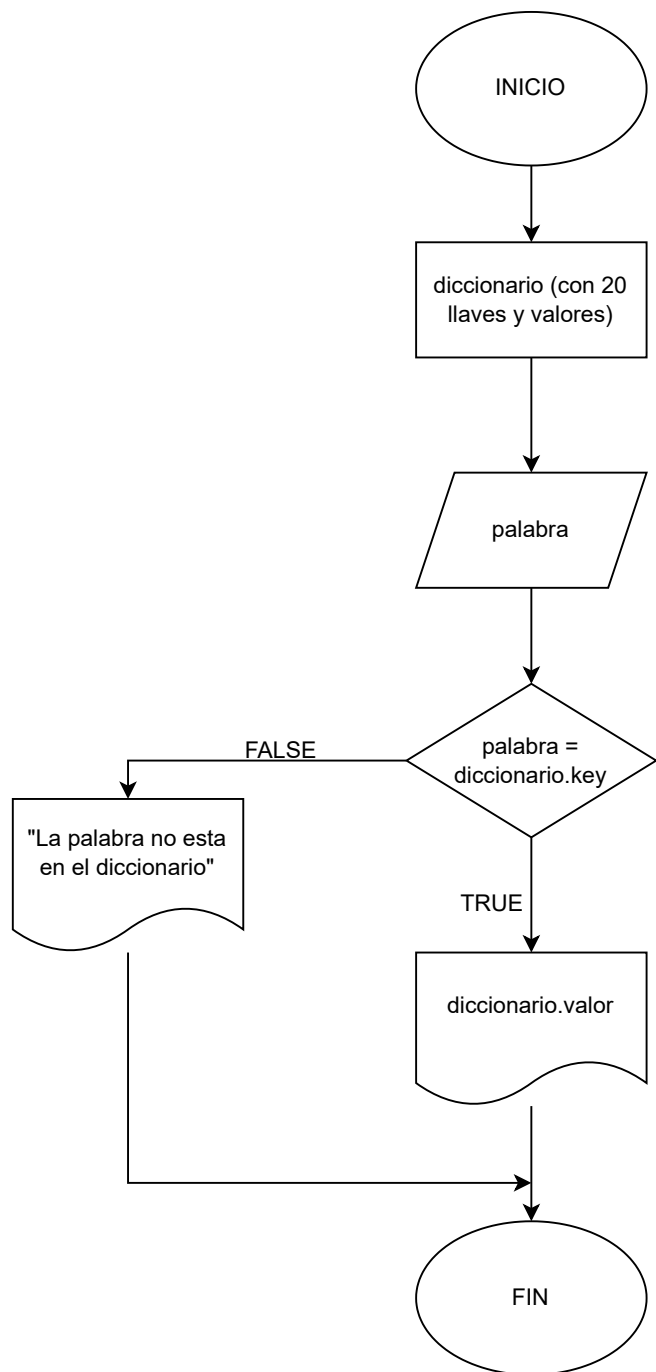 INICIO
diccionario (con 20
llaves y valores)
palabra
palabra =
diccionario.key
FALSE
"La palabra no esta
en el diccionario"
TRUE
diccionario.valor
FIN